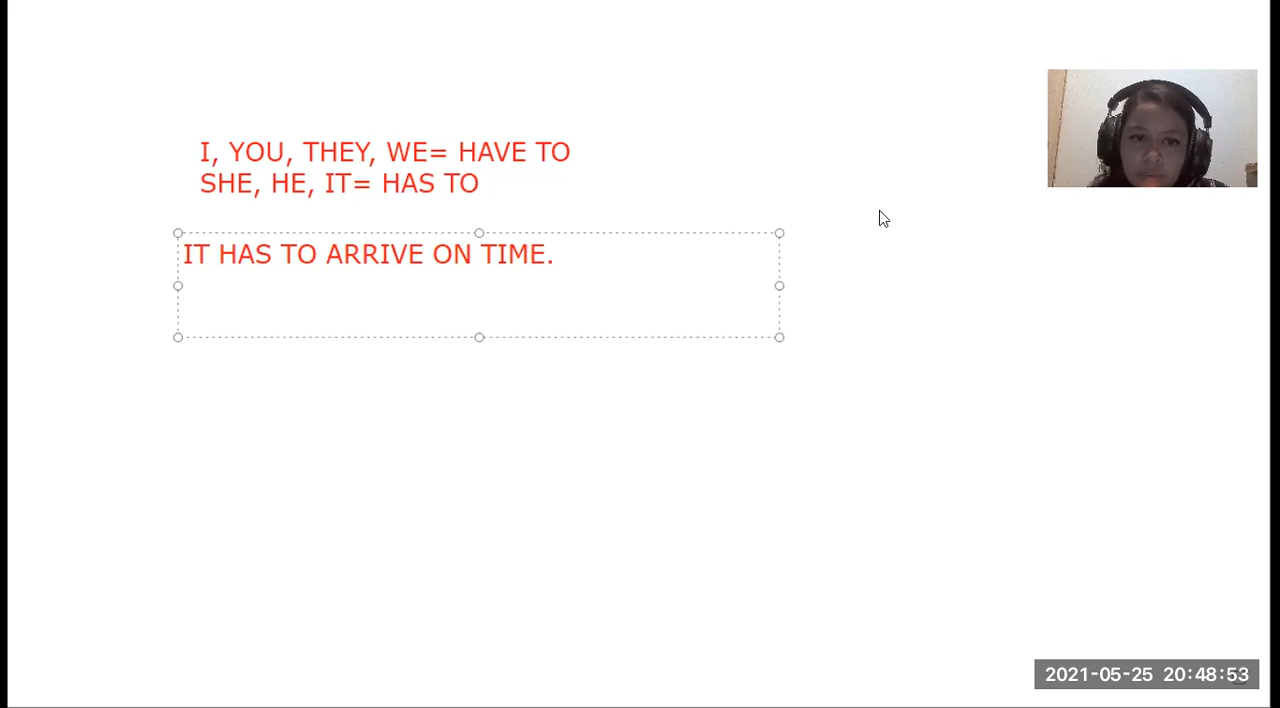 I, YOU, THEY, WE= HAVE TO
SHE, HE, IT= HAS TO
IT HAS TO ARRIVE ON TIME.
2021-05-25 20:48:53